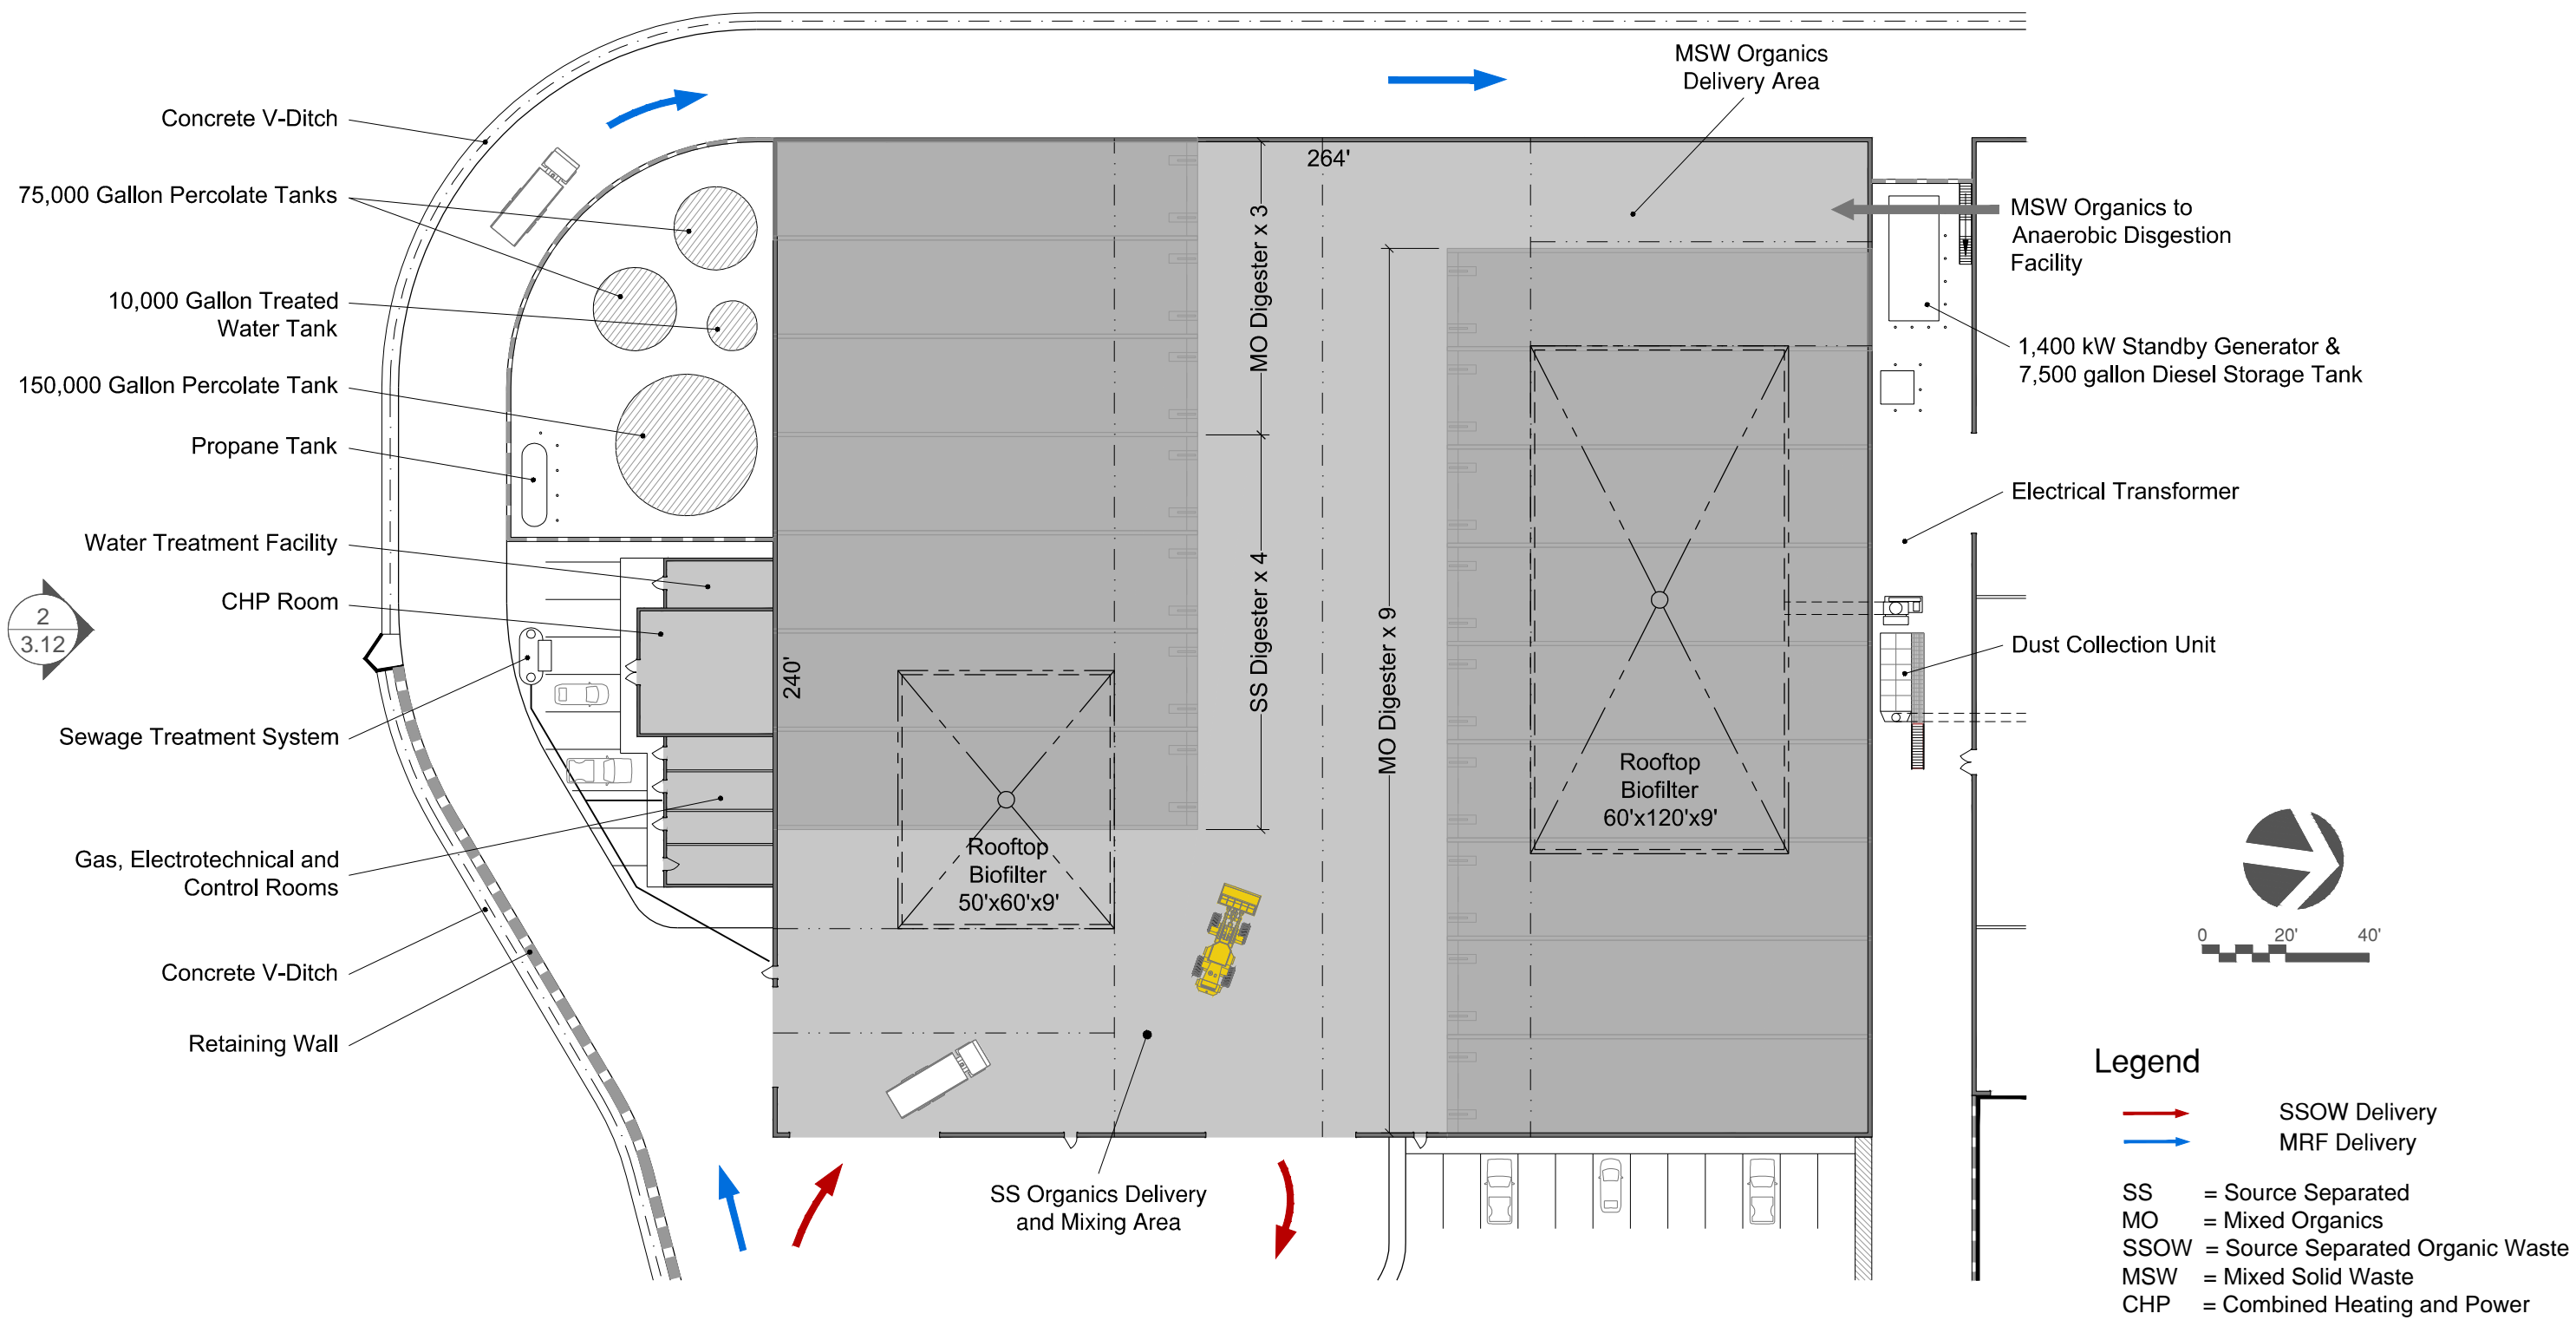 Concrete V-Ditch
75,000 Gallon Percolate Tanks
10,000 Gallon Treated
Water Tank
150,000 Gallon Percolate Tank
Propane Tank
Water Treatment Facility
CHP Room
2
3.12
Sewage Treatment System
Gas, Electrotechnical and
Control Rooms
Concrete V-Ditch
Retaining Wall
MSW Organics
Delivery Area
264'
240'
MO Digester x 3
SS Digester x 4
MO Digester x 9
Rooftop
Biofilter
50'x60'x9'
Rooftop
Biofilter
60'x120'x9'
SS Organics Delivery
and Mixing Area
MSW Organics to
Anaerobic Disgestion
Facility
1,400 kW Standby Generator &
7,500 gallon Diesel Storage Tank
Electrical Transformer
Dust Collection Unit
0 20' 40'
Legend
SSOW Delivery
MRF Delivery
SS = Source Separated
MO = Mixed Organics
SSOW = Source Separated Organic Waste
MSW = Mixed Solid Waste
CHP = Combined Heating and Power